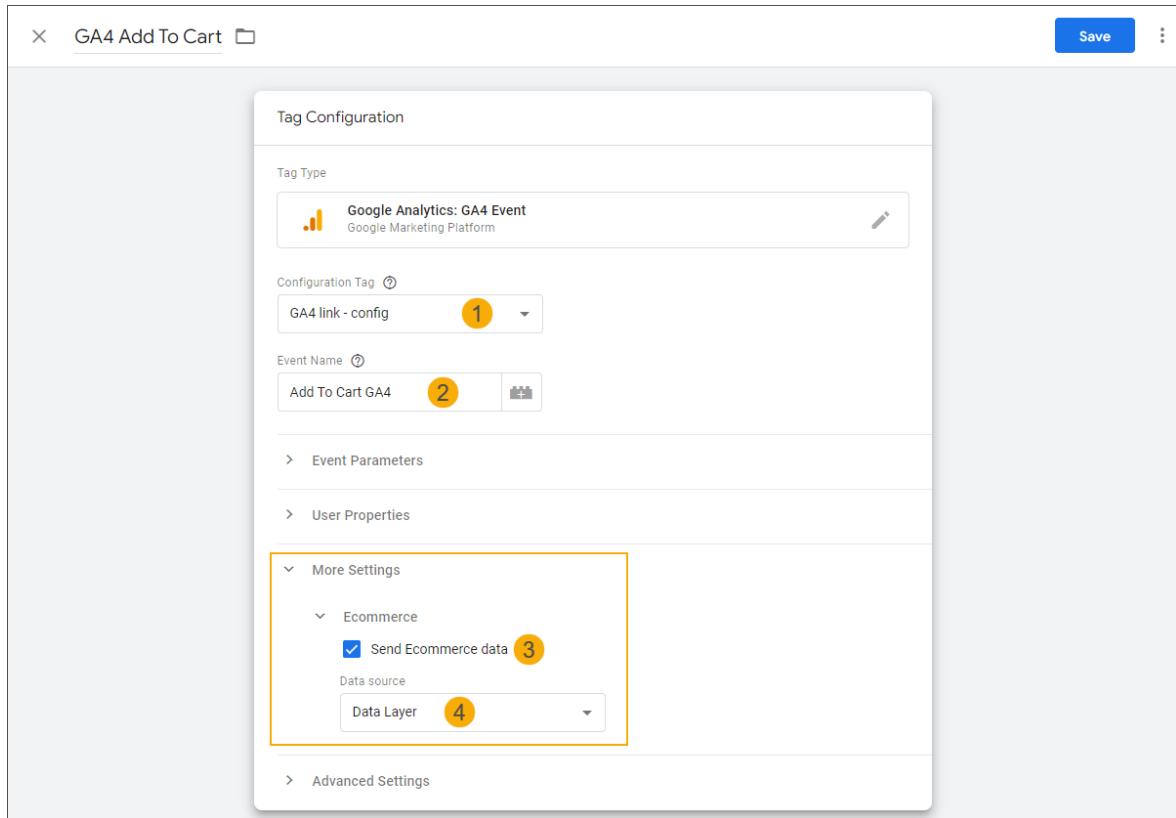 GA4 Add To Cart
Save
Tag Configuration
Tag Type
Google Analytics: GA4 Event
Google Marketing Platform
Configuration Tag
GA4 link - config 1
Event Name
Add To Cart GA4 2
Event Parameters
User Properties
More Settings
Ecommerce
Send Ecommerce data 3
Data source
Data Layer 4
Advanced Settings